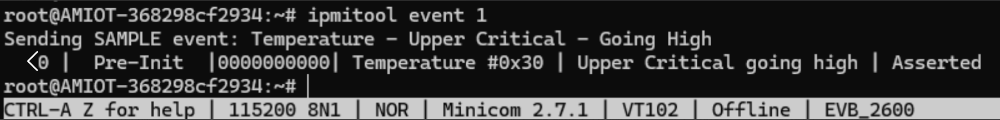 root@AMIOT-368298cf2934:~# ipmitool event 1
Sending SAMPLE event: Temperature - Upper Critical - Going High
<0 | Pre-Init |0000000000| Temperature #0x30 | Upper Critical going high | Asserted
root@AMIOT-368298cf2934:~#
CTRL-A Z for help | 115200 8N1 | NOR | Minicom 2.7.1 | VT102 | Offline | EVB_2600